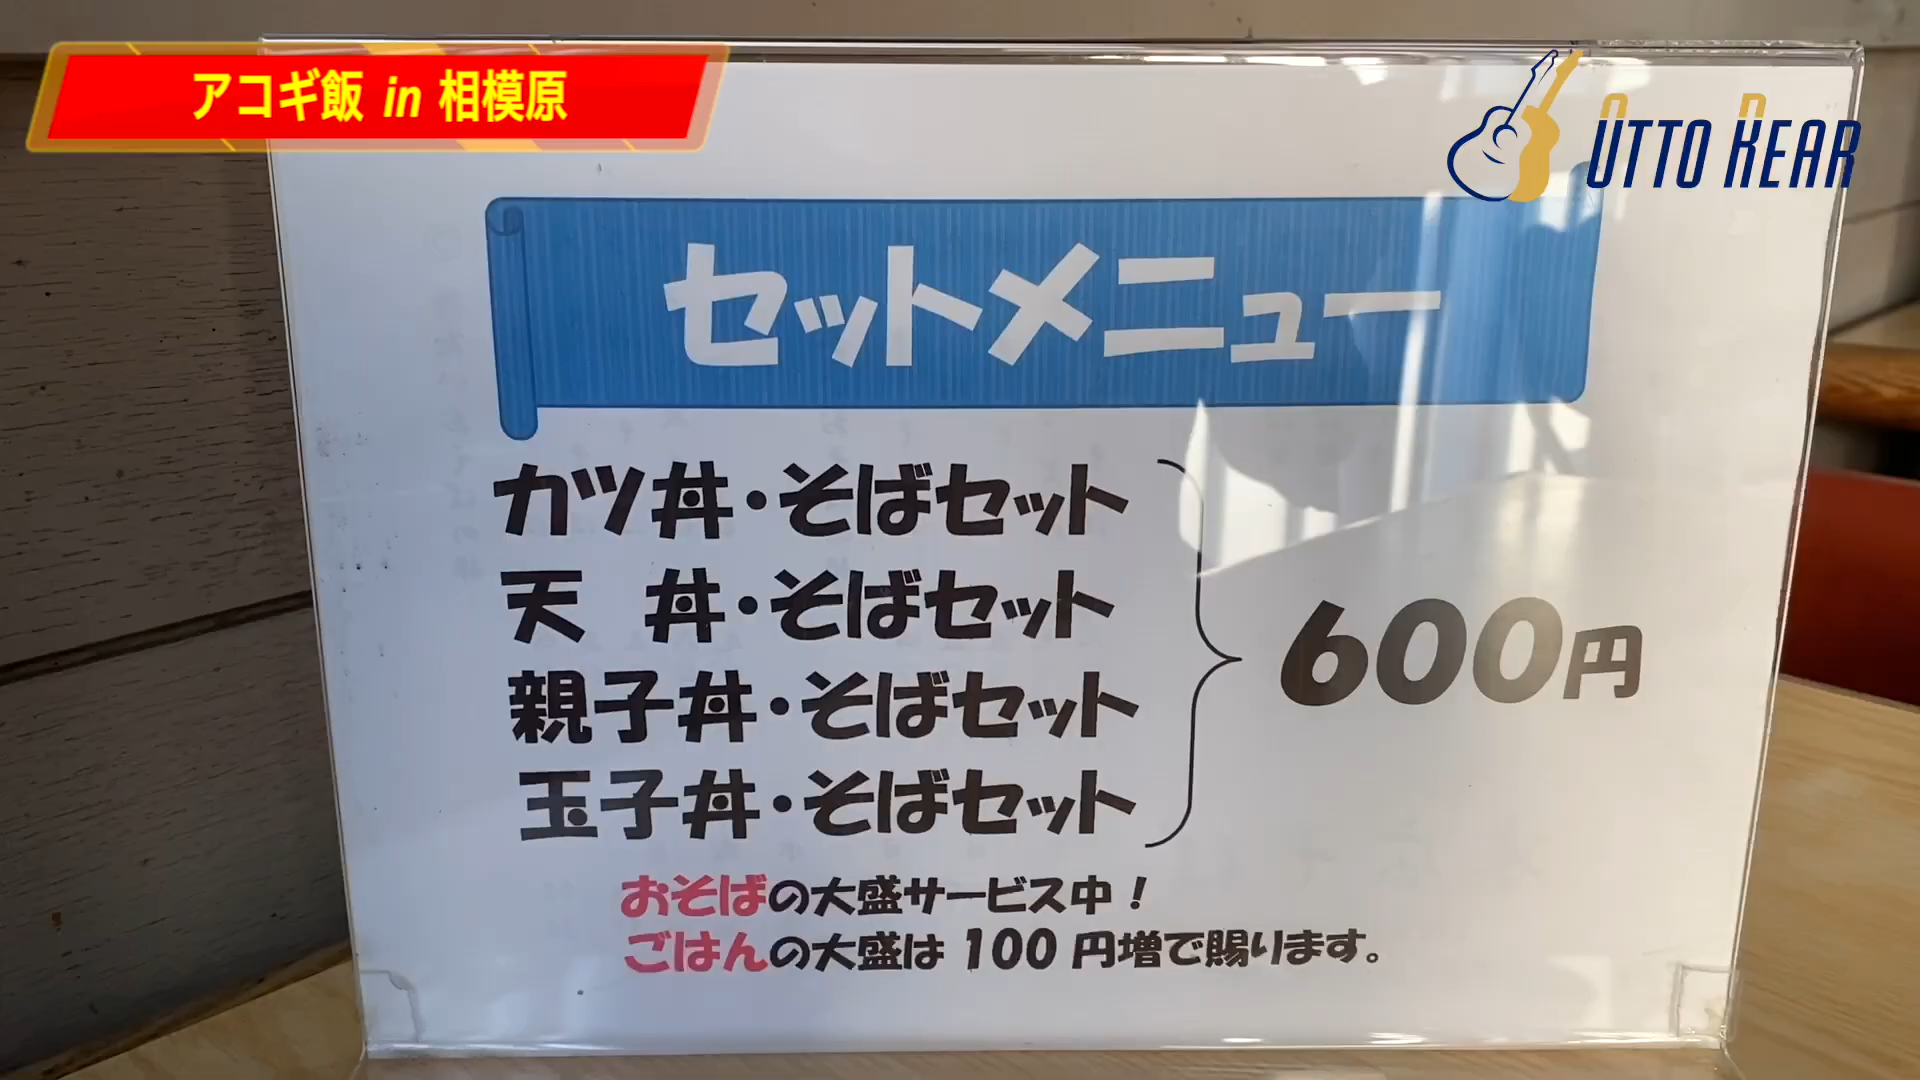 アコギ飯 in 相模原
OTTO REAR
セットメニュー
カツ丼・そばセット
天 丼・そばセット
親子丼・そばセット
玉子丼・そばセット
600円
おそばの大盛サービス中！
ごはんの大盛は 100 円増で賜ります。